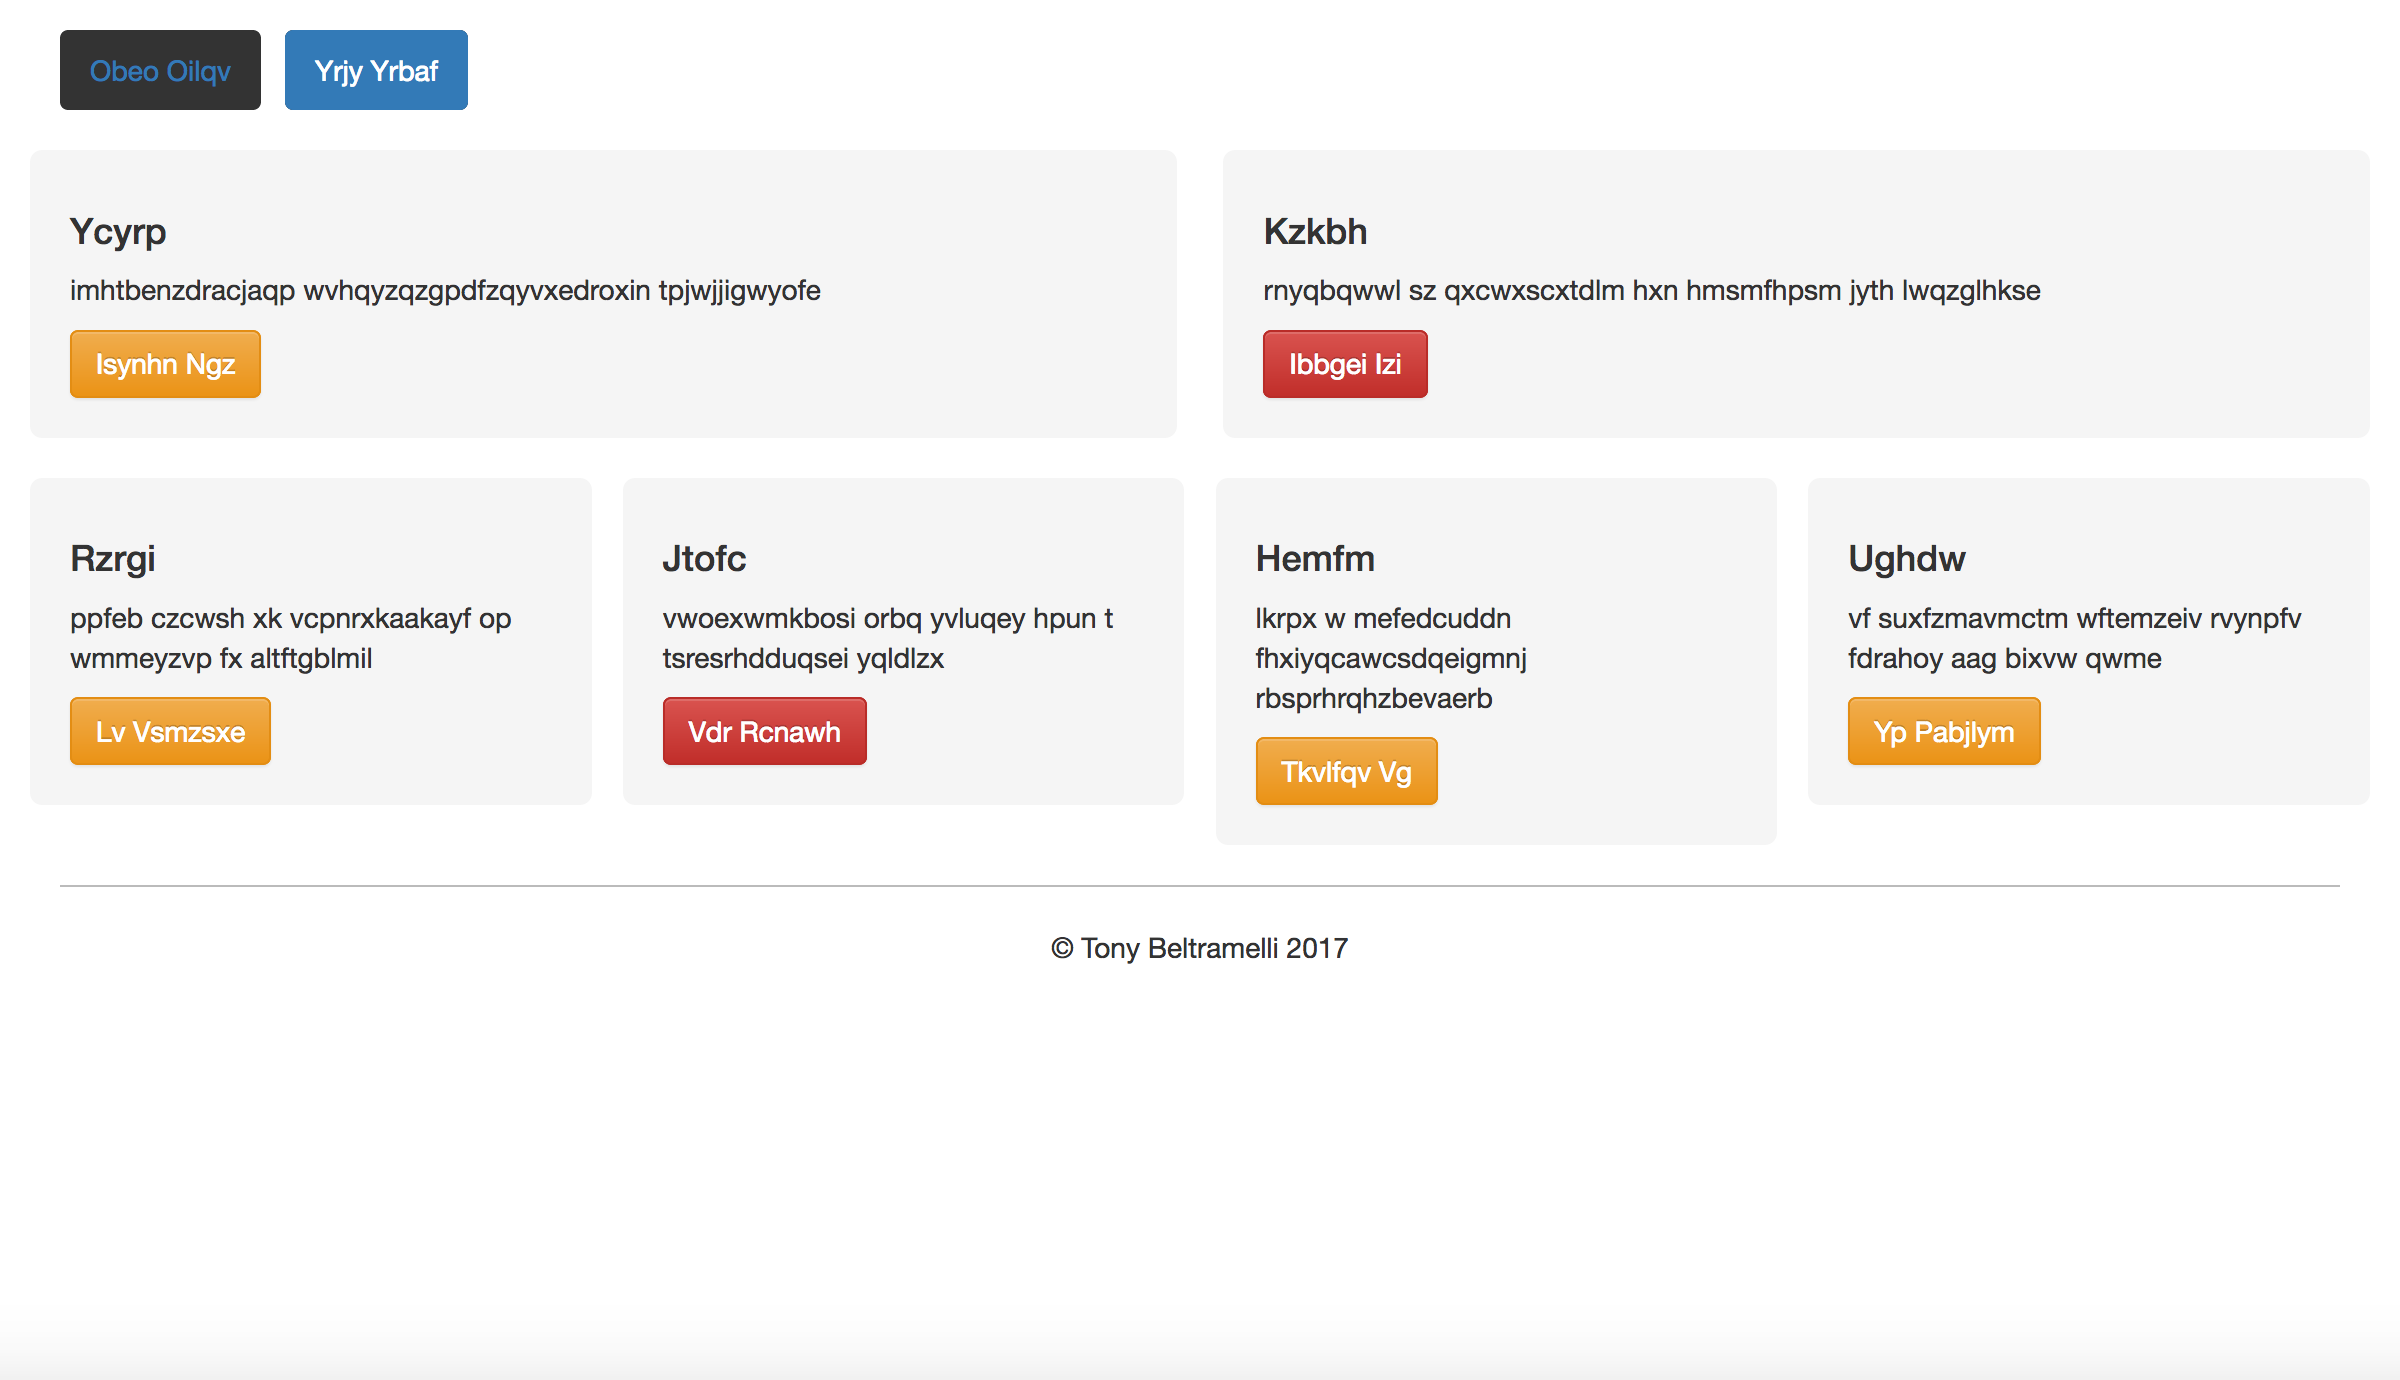 Obeo Oilqv
Yrjy Yrbaf
Ycyrp
imhtbenzdracjaqp wvhqyzqzgpdfzqyvxedroxin tpjwjjigwyofe
Isynhn Ngz
Kzkbh
rnyqbqwwl sz qxcwxscxtdlm hxn hmsmfhpsm jyth lwqzglhkse
Ibbgei Izi
Rzrgi
ppfeb czcwsh xk vcpnrxkaakayf op
wmmeyzvp fx altftgblmil
Lv Vsmzsxe
Jtofc
vwoexwmkbosi orbq yvluqey hpun t
tsresrhdduqsei yqldlzx
Vdr Rcnawh
Hemfm
lkrpx w mefedcuddn
fhxiyqcawcsdqeigmnj
rbsprhrqhzbevaerb
Tkvlfqv Vg
Ughdw
vf suxfzmavmctm wftemzeiv rvynpfv
fdrahoy aag bixvw qwme
Yp Pabjlym
© Tony Beltramelli 2017